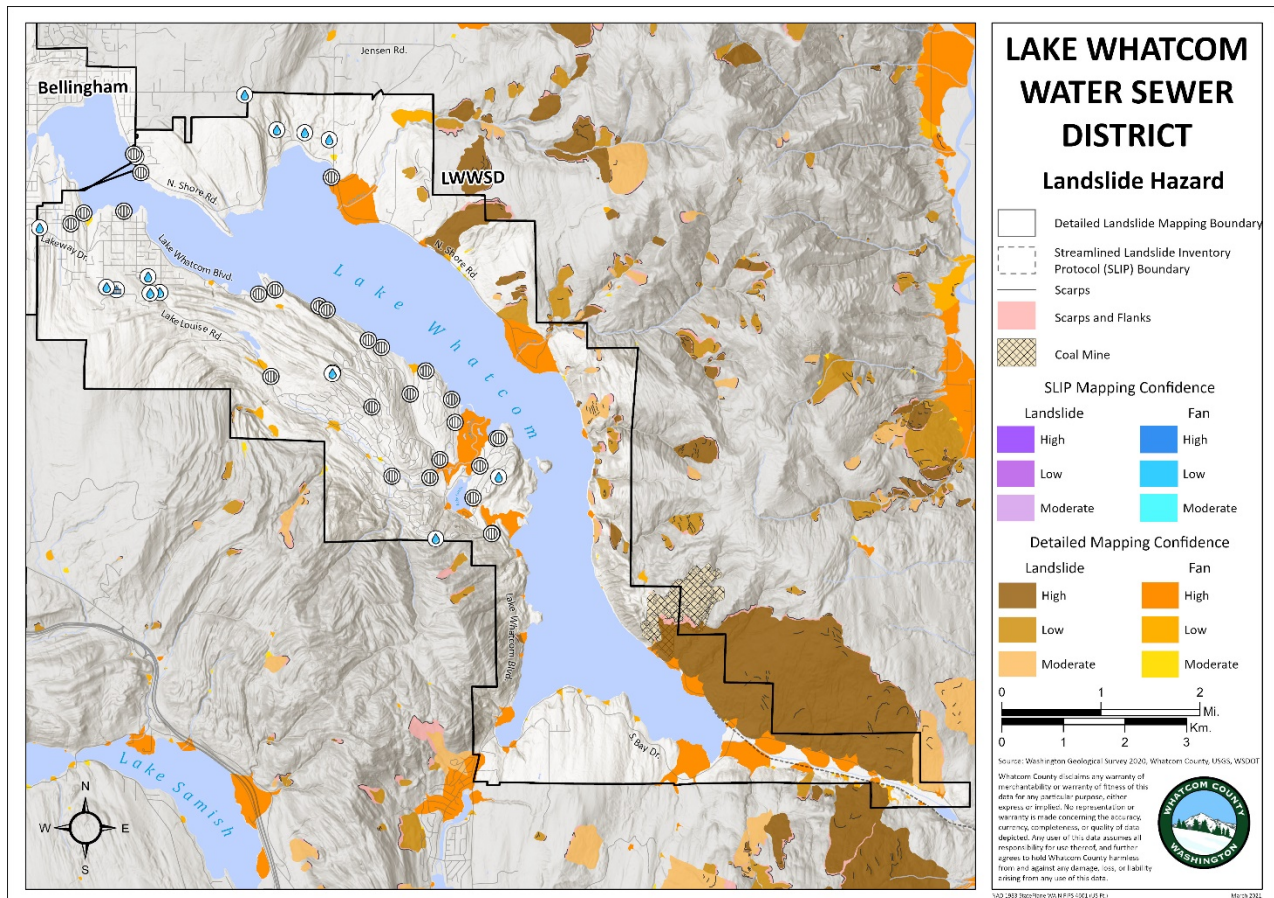 Jensen Rd.
Bellingham
N. Shore Rd.
LWWSD
Lakeway Dr.
Lake Whatcom Blvd.
N. Shore Rd.
Lake Louise Rd.
Lake Whatcom
Lake Whatcom Blvd.
S Bay Dr.
Lake Samish
N
W E
S
LAKE WHATCOM
WATER SEWER
DISTRICT
Landslide Hazard
Detailed Landslide Mapping Boundary
Streamlined Landslide Inventory
Protocol (SLIP) Boundary
Scarps
Scarps and Flanks
Coal Mine
SLIP Mapping Confidence
Landslide Fan
High High
Low Low
Moderate Moderate
Detailed Mapping Confidence
Landslide Fan
High High
Low Low
Moderate Moderate
0 1 2
Mi.
Km.
0 1 2 3
Source: Washington Geological Survey 2020, Whatcom County, USGS, WSDOT
Whatcom County disclaims any warranty of
merchantability or warranty of fitness of this
data for any particular purpose, either
express or implied. No representation or
warranty is made concerning the accuracy,
currency, completeness, or quality of data
depicted. Any user of this data assumes all
responsibility for use thereof, and further
agrees to hold Whatcom County harmless
from and against any damage, loss, or liability
arising from any use of this data.
WHATCOM COUNTY
WASHINGTON
March 2021